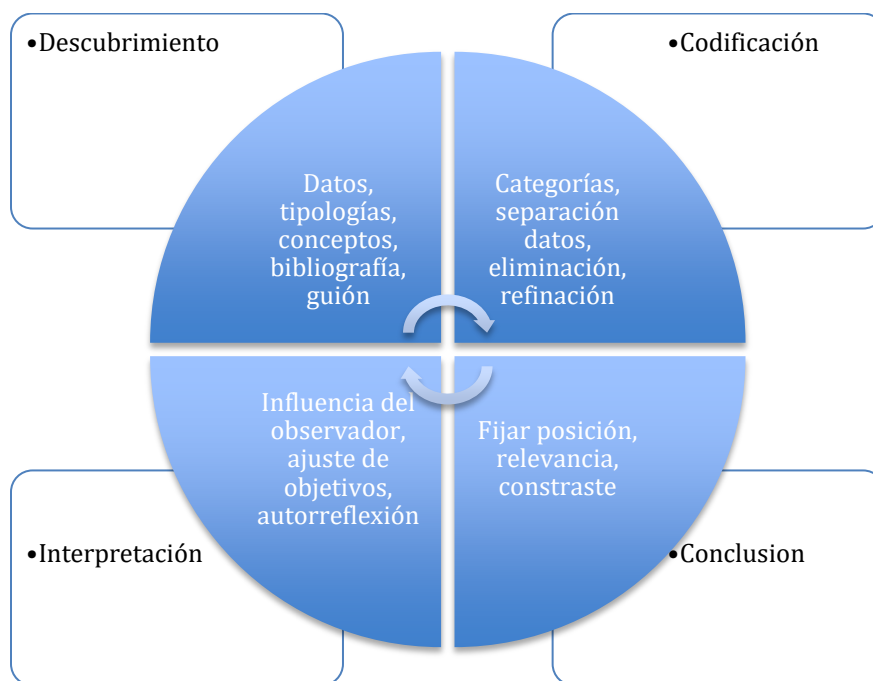 •Descubrimiento
•Codificación
Datos,
tipologías,
conceptos,
bibliografía,
guión
Categorías,
separación
datos,
eliminación,
refinación
Influencia del
observador,
ajuste de
objetivos,
autorreflexión
Fijar posición,
relevancia,
constraste
•Interpretación
•Conclusion